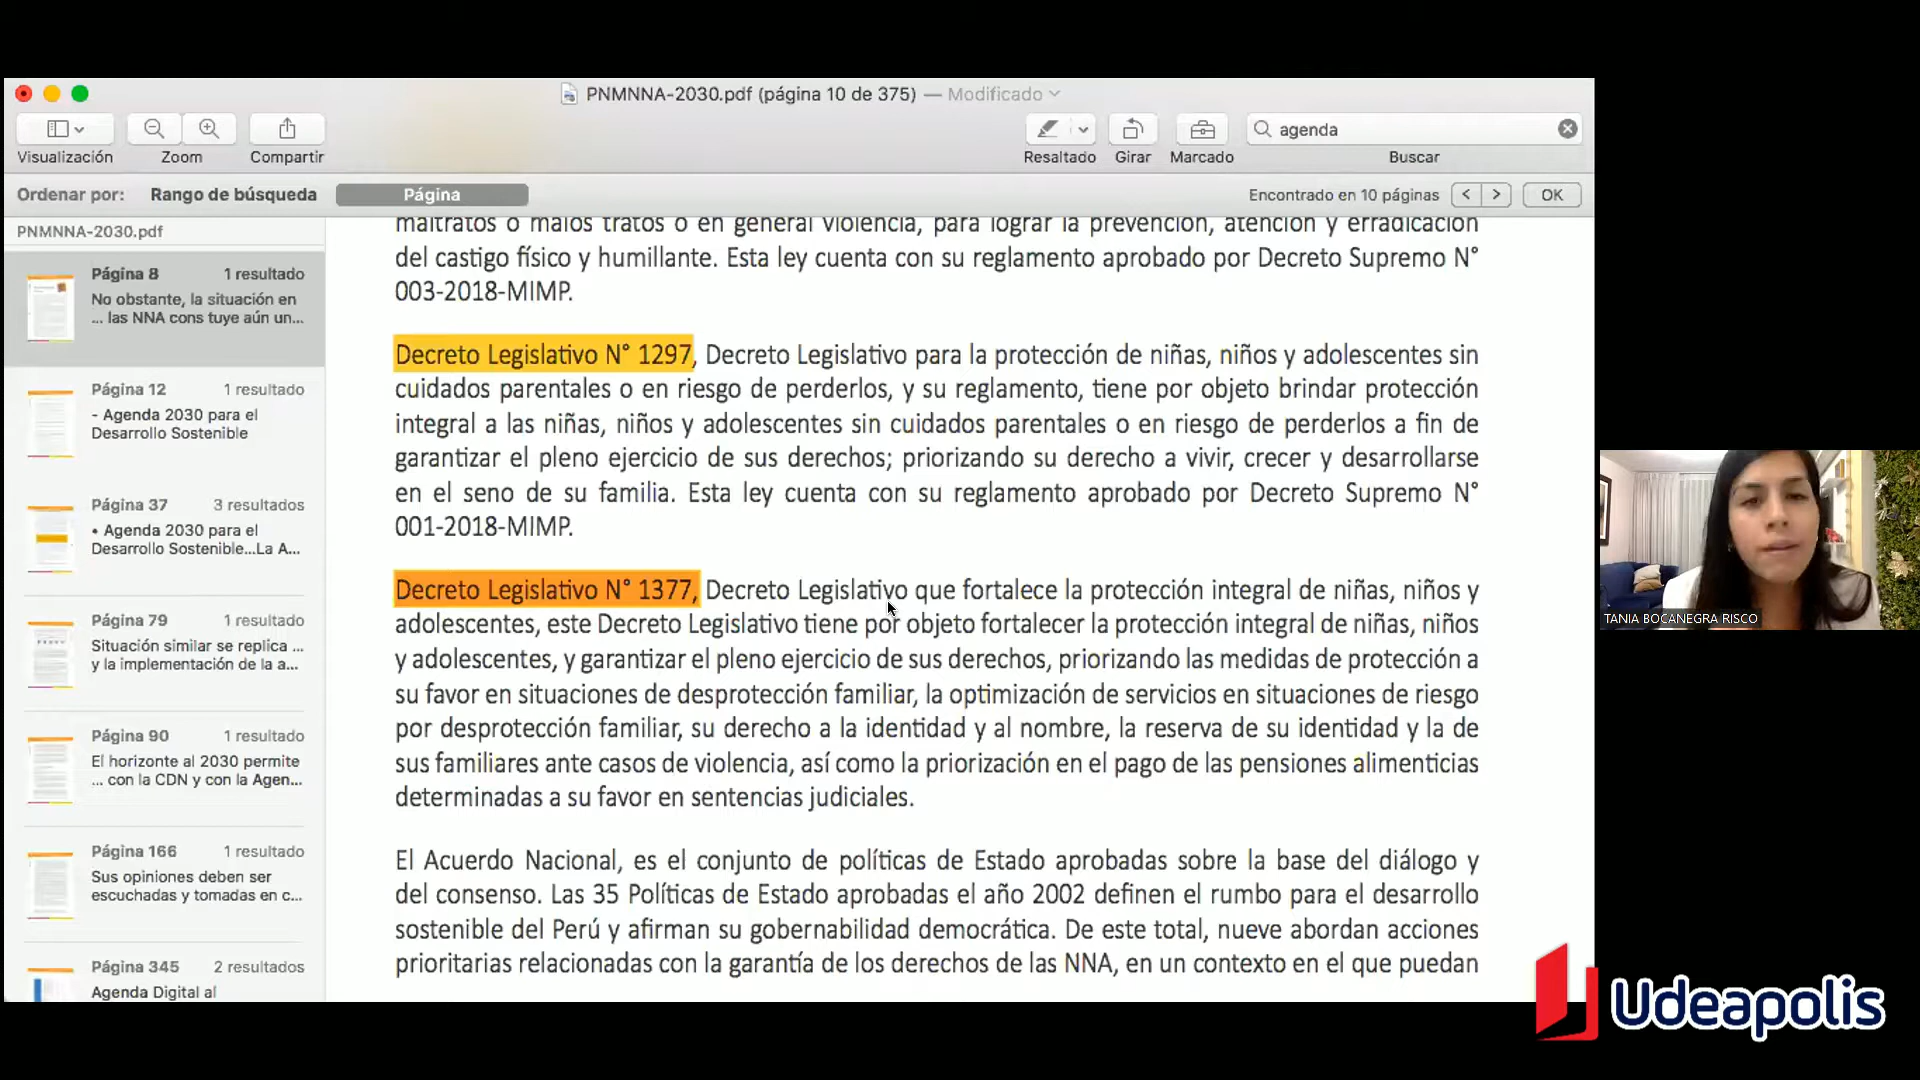 PNMNNA-2030.pdf (página 10 de 375) — Modificado
Visualización
Zoom
Compartir
Resaltado
Girar
Marcado
agenda
Buscar
Ordenar por:
Rango de búsqueda
Página
Encontrado en 10 páginas
OK
PNMNNA-2030.pdf
Página 8 1 resultado
No obstante, la situación en
... las NNA cons tuye aún un...
Página 12 1 resultado
- Agenda 2030 para el
Desarrollo Sostenible
Página 37 3 resultados
• Agenda 2030 para el
Desarrollo Sostenible...La A...
Página 79 1 resultado
Situación similar se replica ...
y la implementación de la a...
Página 90 1 resultado
El horizonte al 2030 permite
... con la CDN y con la Agen...
Página 166 1 resultado
Sus opiniones deben ser
escuchadas y tomadas en c...
Página 345 2 resultados
Agenda Digital al
maltratos o malos tratos o en general violencia, para lograr la prevención, atención y erradicación
del castigo físico y humillante. Esta ley cuenta con su reglamento aprobado por Decreto Supremo N°
003-2018-MIMP.
Decreto Legislativo N° 1297, Decreto Legislativo para la protección de niñas, niños y adolescentes sin
cuidados parentales o en riesgo de perderlos, y su reglamento, tiene por objeto brindar protección
integral a las niñas, niños y adolescentes sin cuidados parentales o en riesgo de perderlos a fin de
garantizar el pleno ejercicio de sus derechos; priorizando su derecho a vivir, crecer y desarrollarse
en el seno de su familia. Esta ley cuenta con su reglamento aprobado por Decreto Supremo N°
001-2018-MIMP.
Decreto Legislativo N° 1377, Decreto Legislativo que fortalece la protección integral de niñas, niños y
adolescentes, este Decreto Legislativo tiene por objeto fortalecer la protección integral de niñas, niños
y adolescentes, y garantizar el pleno ejercicio de sus derechos, priorizando las medidas de protección a
su favor en situaciones de desprotección familiar, la optimización de servicios en situaciones de riesgo
por desprotección familiar, su derecho a la identidad y al nombre, la reserva de su identidad y la de
sus familiares ante casos de violencia, así como la priorización en el pago de las pensiones alimenticias
determinadas a su favor en sentencias judiciales.
El Acuerdo Nacional, es el conjunto de políticas de Estado aprobadas sobre la base del diálogo y
del consenso. Las 35 Políticas de Estado aprobadas el año 2002 definen el rumbo para el desarrollo
sostenible del Perú y afirman su gobernabilidad democrática. De este total, nueve abordan acciones
prioritarias relacionadas con la garantía de los derechos de las NNA, en un contexto en el que puedan
TANIA BOCANEGRA RISCO
Udeapolis